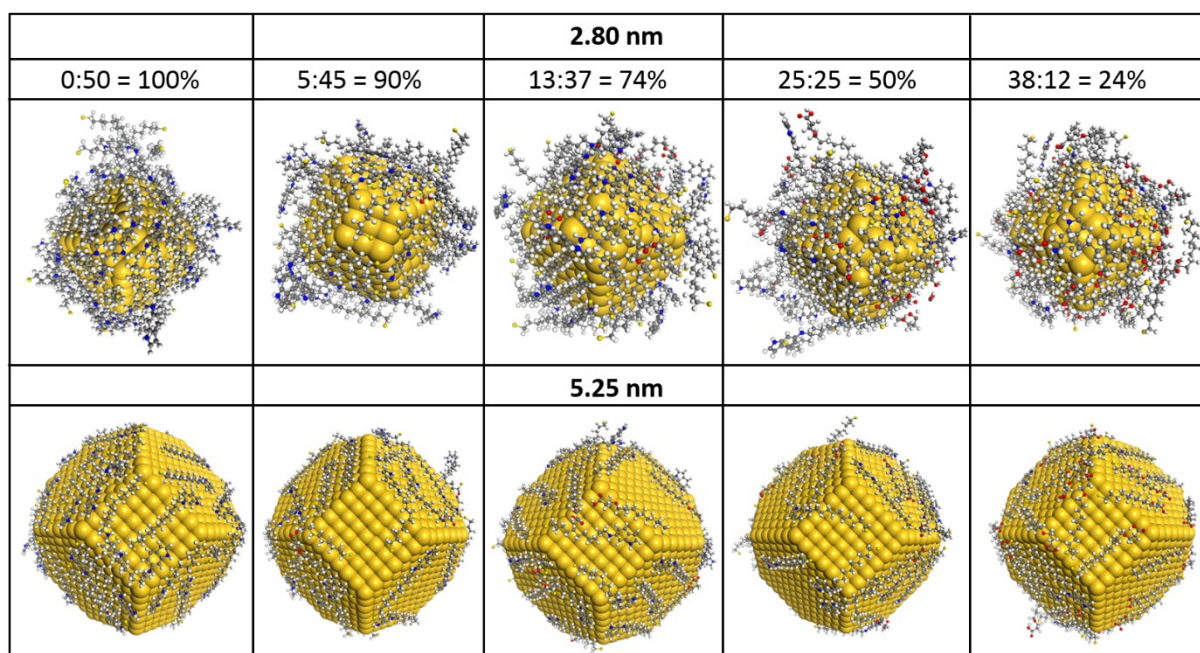 2.80 nm
0:50 = 100% 5:45 = 90% 13:37 = 74% 25:25 = 50% 38:12 = 24%
5.25 nm